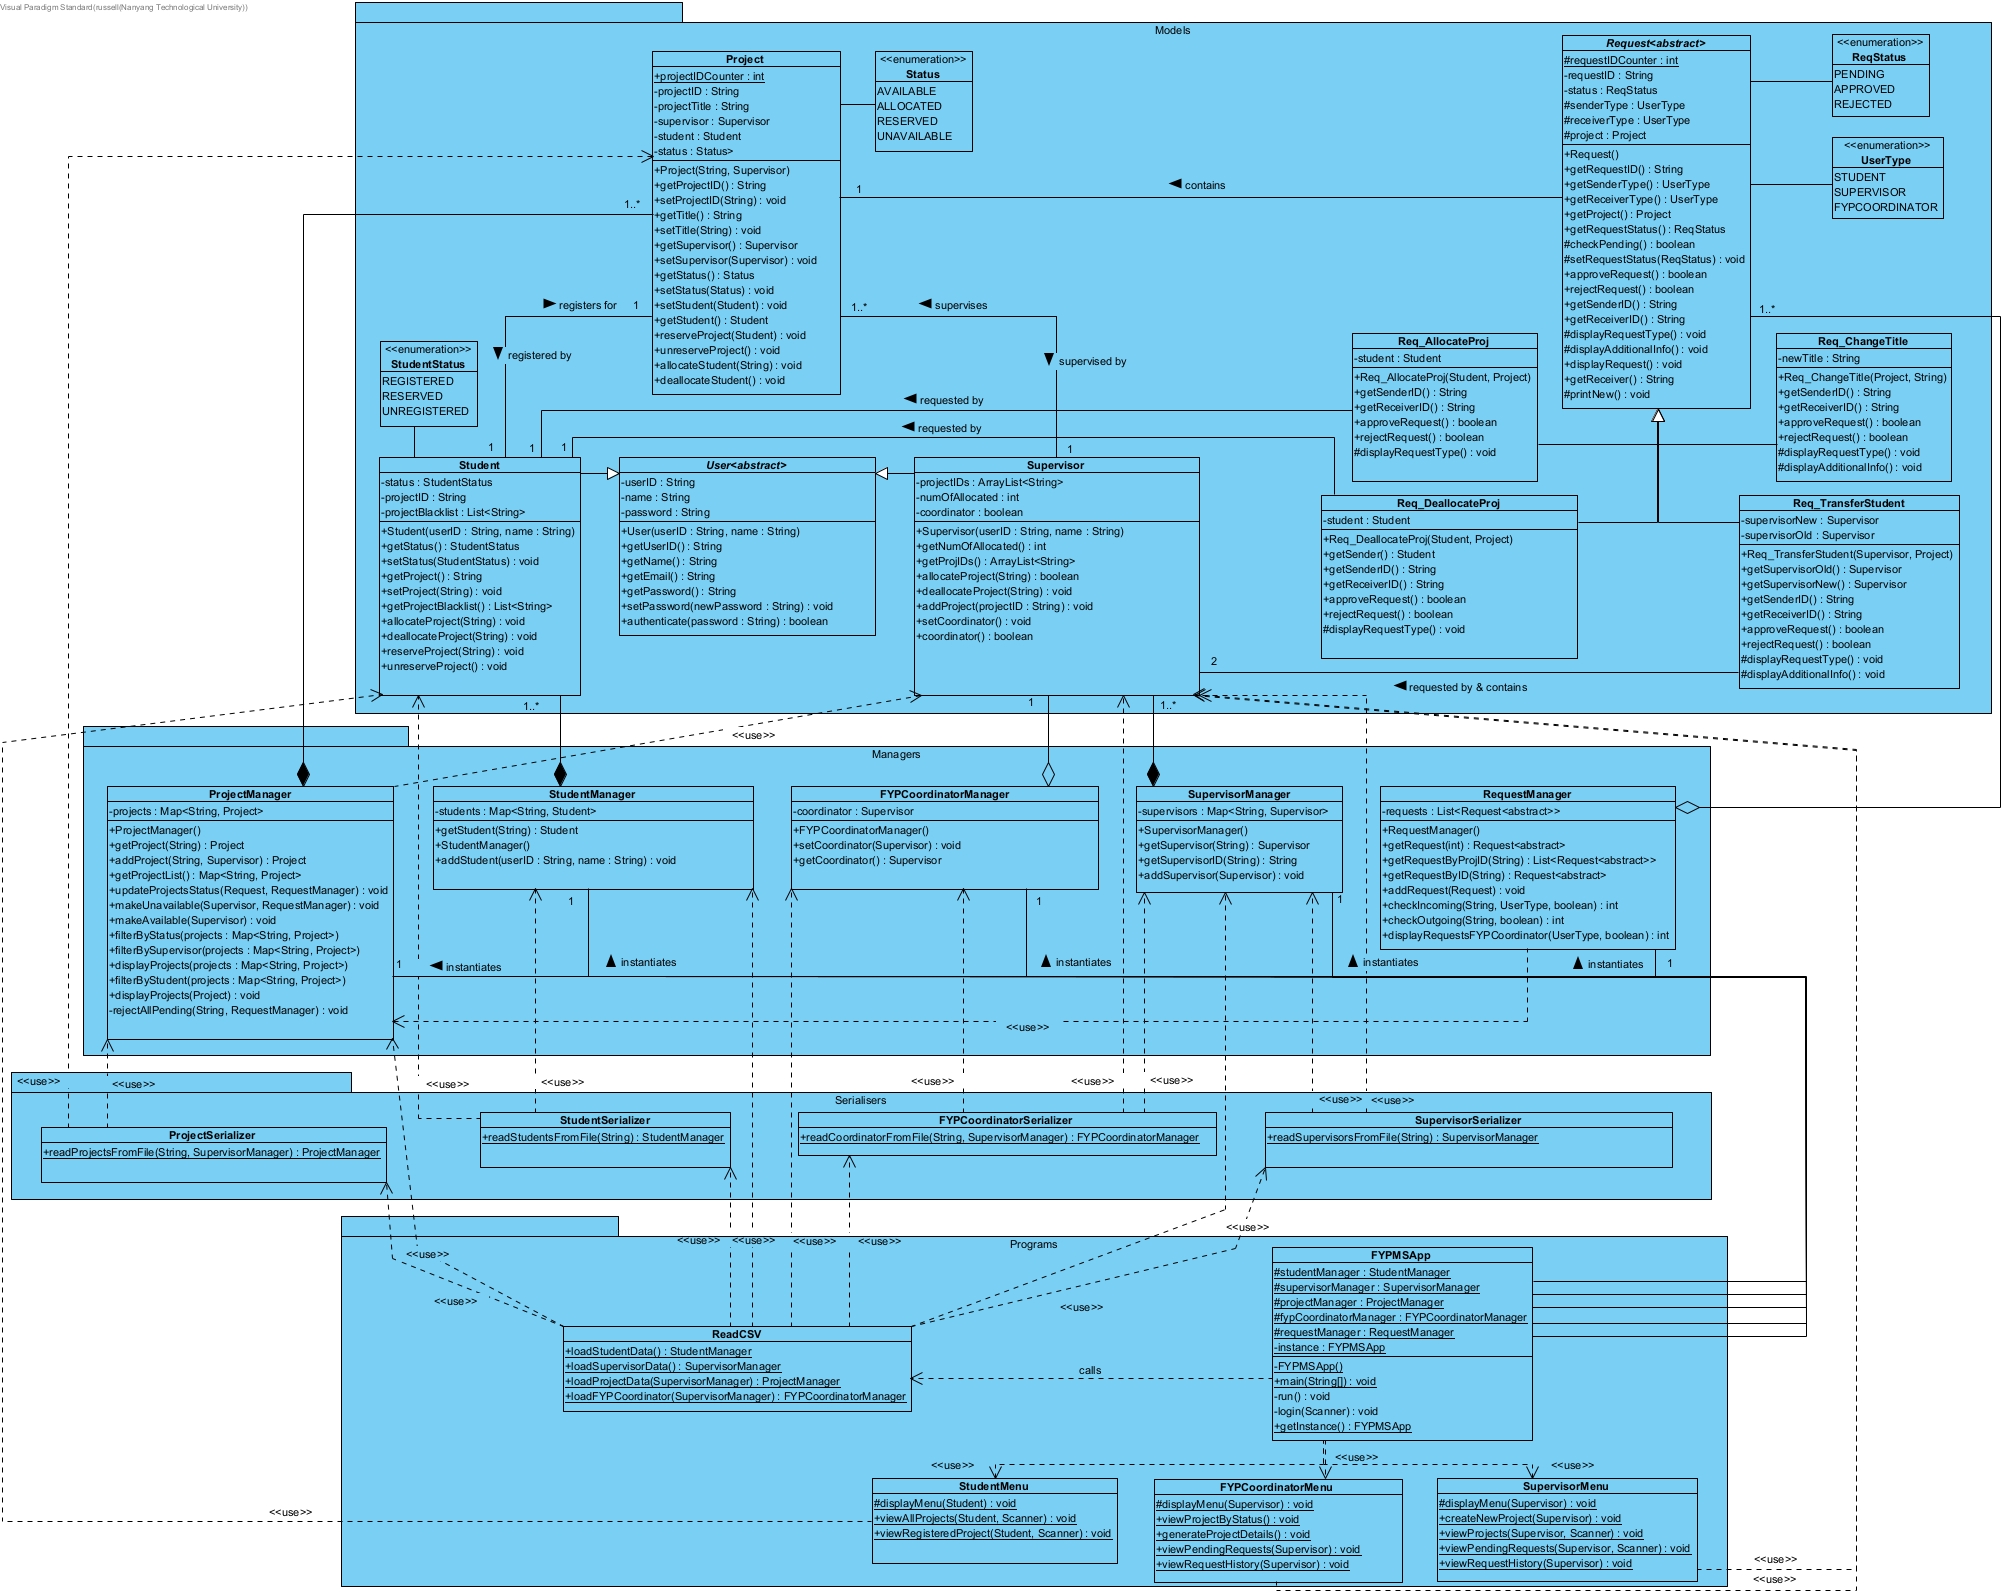 Visual Paradigm Standard(russell(Nanyang Technological University))
Models
Project
+projectIDCounter : int
-projectID : String
-projectTitle : String
-supervisor : Supervisor
-student : Student
-status : Status>
+Project(String, Supervisor)
+getProjectID() : String
+setProjectID(String) : void
+getTitle() : String
+setTitle(String) : void
+getSupervisor() : Supervisor
+setSupervisor(Supervisor) : void
+getStatus() : Status
+setStatus(Status) : void
+setStudent(Student) : void
+getStudent() : Student
+reserveProject(Student) : void
+unreserveProject() : void
+allocateStudent(String) : void
+deallocateStudent() : void
<<enumeration>>
Status
AVAILABLE
ALLOCATED
RESERVED
UNAVAILABLE
Request<abstract>
#requestIDCounter : int
-requestID : String
-status : ReqStatus
#senderType : UserType
#receiverType : UserType
#project : Project
+Request()
+getRequestID() : String
+getSenderType() : UserType
+getReceiverType() : UserType
+getProject() : Project
+getRequestStatus() : ReqStatus
#checkPending() : boolean
#setRequestStatus(ReqStatus) : void
+approveRequest() : boolean
+rejectRequest() : boolean
+getSenderID() : String
+getReceiverID() : String
#displayRequestType() : void
#displayAdditionalInfo() : void
#displayRequest() : void
+getReceiver() : String
#printNew() : void
<<enumeration>>
ReqStatus
PENDING
APPROVED
REJECTED
<<enumeration>>
UserType
STUDENT
SUPERVISOR
FYPCOORDINATOR
1
contains
1..*
registers for
1
1..*
supervises
1..*
registered by
supervised by
<<enumeration>>
StudentStatus
REGISTERED
RESERVED
UNREGISTERED
requested by
requested by
Req_AllocateProj
-student : Student
+Req_AllocateProj(Student, Project)
+getSenderID() : String
+getReceiverID() : String
+approveRequest() : boolean
+rejectRequest() : boolean
#displayRequestType() : void
Req_ChangeTitle
-newTitle : String
+Req_ChangeTitle(Project, String)
+getSenderID() : String
+getReceiverID() : String
+approveRequest() : boolean
+rejectRequest() : boolean
#displayRequestType() : void
#displayAdditionalInfo() : void
1
1
1
1
Student
-status : StudentStatus
-projectID : String
-projectBlacklist : List<String>
+Student(userID : String, name : String)
+getStatus() : StudentStatus
+setStatus(StudentStatus) : void
+getProject() : String
+setProject(String) : void
+getProjectBlacklist() : List<String>
+allocateProject(String) : void
+deallocateProject(String) : void
+reserveProject(String) : void
+unreserveProject() : void
User<abstract>
-userID : String
-name : String
-password : String
+User(userID : String, name : String)
+getUserID() : String
+getName() : String
+getEmail() : String
+getPassword() : String
+setPassword(newPassword : String) : void
+authenticate(password : String) : boolean
Supervisor
-projectIDs : ArrayList<String>
-numOfAllocated : int
-coordinator : boolean
+Supervisor(userID : String, name : String)
+getNumOfAllocated() : int
+getProjIDs() : ArrayList<String>
+allocateProject(String) : boolean
+deallocateProject(String) : void
+addProject(projectID : String) : void
+setCoordinator() : void
+coordinator() : boolean
Req_DeallocateProj
-student : Student
+Req_DeallocateProj(Student, Project)
+getSender() : Student
+getSenderID() : String
+getReceiverID() : String
+approveRequest() : boolean
+rejectRequest() : boolean
#displayRequestType() : void
Req_TransferStudent
-supervisorNew : Supervisor
-supervisorOld : Supervisor
+Req_TransferStudent(Supervisor, Project)
+getSupervisorOld() : Supervisor
+getSupervisorNew() : Supervisor
+getSenderID() : String
+getReceiverID() : String
+approveRequest() : boolean
+rejectRequest() : boolean
#displayRequestType() : void
#displayAdditionalInfo() : void
2
requested by & contains
1..*
1
1..*
<<use>>
Managers
ProjectManager
-projects : Map<String, Project>
+ProjectManager()
+getProject(String) : Project
+addProject(String, Supervisor) : Project
+getProjectList() : Map<String, Project>
+updateProjectsStatus(Request, RequestManager) : void
+makeUnavailable(Supervisor, RequestManager) : void
+makeAvailable(Supervisor) : void
+filterByStatus(projects : Map<String, Project>)
+filterBySupervisor(projects : Map<String, Project>)
+displayProjects(projects : Map<String, Project>)
+filterByStudent(projects : Map<String, Project>)
+displayProjects(Project) : void
-rejectAllPending(String, RequestManager) : void
StudentManager
-students : Map<String, Student>
+getStudent(String) : Student
+StudentManager()
+addStudent(userID : String, name : String) : void
FYPCoordinatorManager
-coordinator : Supervisor
+FYPCoordinatorManager()
+setCoordinator(Supervisor) : void
+getCoordinator() : Supervisor
SupervisorManager
-supervisors : Map<String, Supervisor>
+SupervisorManager()
+getSupervisor(String) : Supervisor
+getSupervisorID(String) : String
+addSupervisor(Supervisor) : void
RequestManager
-requests : List<Request<abstract>>
+RequestManager()
+getRequest(int) : Request<abstract>
+getRequestByProjID(String) : List<Request<abstract>>
+getRequestByID(String) : Request<abstract>
+addRequest(Request) : void
+checkIncoming(String, UserType, boolean) : int
+checkOutgoing(String, boolean) : int
+displayRequestsFYPCoordinator(UserType, boolean) : int
1
1
1
1
instantiates
instantiates
instantiates
instantiates
instantiates
1
<<use>>
<<use>>
<<use>>
<<use>>
<<use>>
<<use>>
<<use>>
<<use>>
<<use>>
<<use>>
Serialisers
ProjectSerializer
+readProjectsFromFile(String, SupervisorManager) : ProjectManager
StudentSerializer
+readStudentsFromFile(String) : StudentManager
FYPCoordinatorSerializer
+readCoordinatorFromFile(String, SupervisorManager) : FYPCoordinatorManager
SupervisorSerializer
+readSupervisorsFromFile(String) : SupervisorManager
<<use>>
<<use>>
<<use>>
<<use>>
<<use>>
<<use>>
<<use>>
<<use>>
Programs
FYPMSApp
#studentManager : StudentManager
#supervisorManager : SupervisorManager
#projectManager : ProjectManager
#fypCoordinatorManager : FYPCoordinatorManager
#requestManager : RequestManager
-instance : FYPMSApp
-FYPMSApp()
+main(String[]) : void
-run() : void
-login(Scanner) : void
+getInstance() : FYPMSApp
ReadCSV
+loadStudentData() : StudentManager
+loadSupervisorData() : SupervisorManager
+loadProjectData(SupervisorManager) : ProjectManager
+loadFYPCoordinator(SupervisorManager) : FYPCoordinatorManager
calls
<<use>>
<<use>>
<<use>>
<<use>>
StudentMenu
#displayMenu(Student) : void
+viewAllProjects(Student, Scanner) : void
+viewRegisteredProject(Student, Scanner) : void
FYPCoordinatorMenu
#displayMenu(Supervisor) : void
+viewProjectByStatus() : void
+generateProjectDetails() : void
+viewPendingRequests(Supervisor) : void
+viewRequestHistory(Supervisor) : void
SupervisorMenu
#displayMenu(Supervisor) : void
+createNewProject(Supervisor) : void
+viewProjects(Supervisor, Scanner) : void
+viewPendingRequests(Supervisor, Scanner) : void
+viewRequestHistory(Supervisor) : void
<<use>>
<<use>>